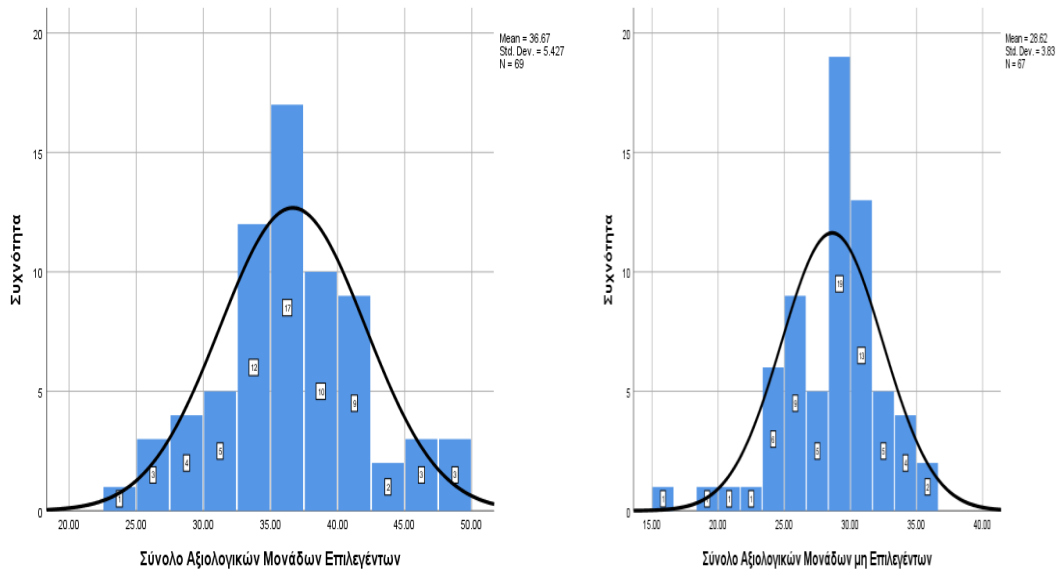 Mean = 36.67
Std. Dev. = 5.427
N = 69
Συχνότητα
20
15
10
5
0
1
3
4
5
12
17
10
9
2
3
3
20.00 25.00 30.00 35.00 40.00 45.00 50.00
Σύνολο Αξιολογικών Μονάδων Επιλεγέντων
Mean = 28.62
Std. Dev. = 3.83
N = 67
Συχνότητα
20
15
10
5
0
1
1
1
1
6
9
5
19
13
5
4
2
15.00 20.00 25.00 30.00 35.00 40.00
Σύνολο Αξιολογικών Μονάδων μη Επιλεγέντων